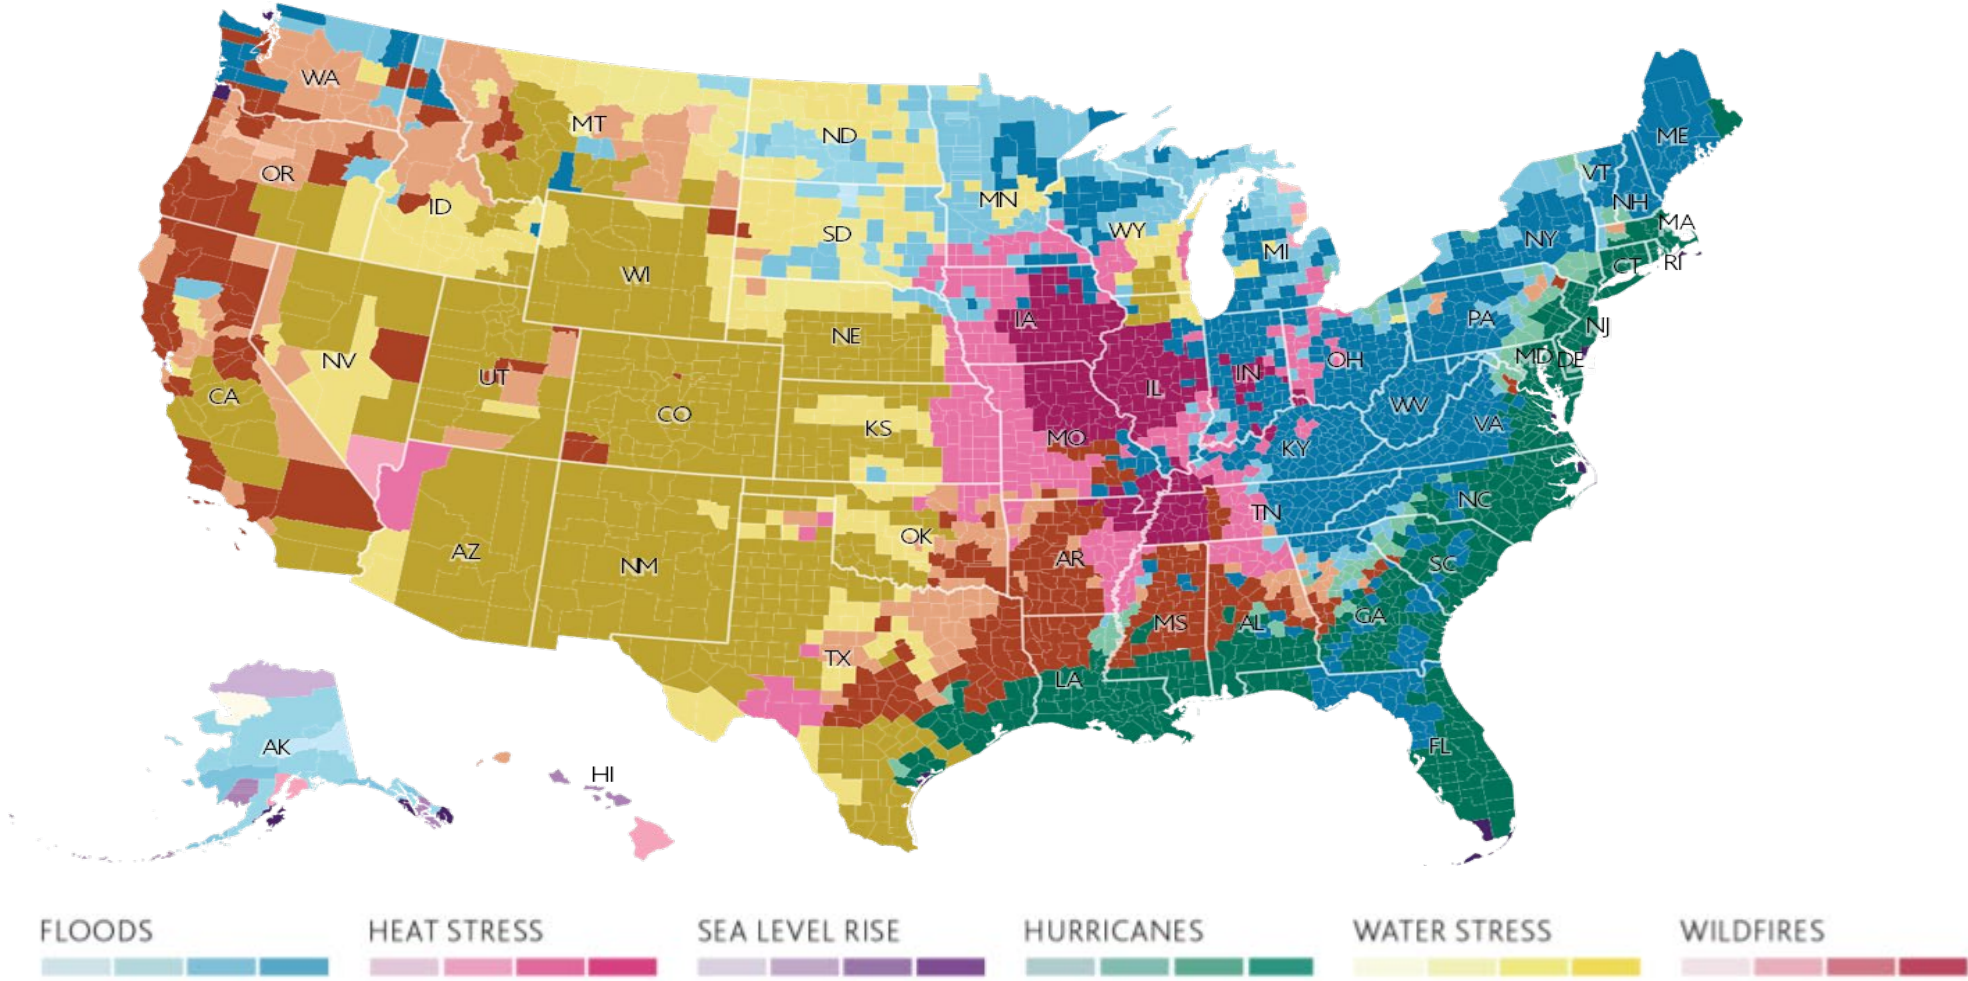 WA
MT
ND
ME
OR
ID
MN
VT
NH
SD
WY
MI
NY
MA
WI
CT
RI
IA
PA
NJ
NV
NE
OH
MD
DE
UT
IN
CA
CO
KS
IL
WV
VA
MO
KY
NC
AZ
NM
OK
AR
TN
SC
TX
MS
AL
GA
LA
AK
HI
FL
FLOODS
HEAT STRESS
SEA LEVEL RISE
HURRICANES
WATER STRESS
WILDFIRES